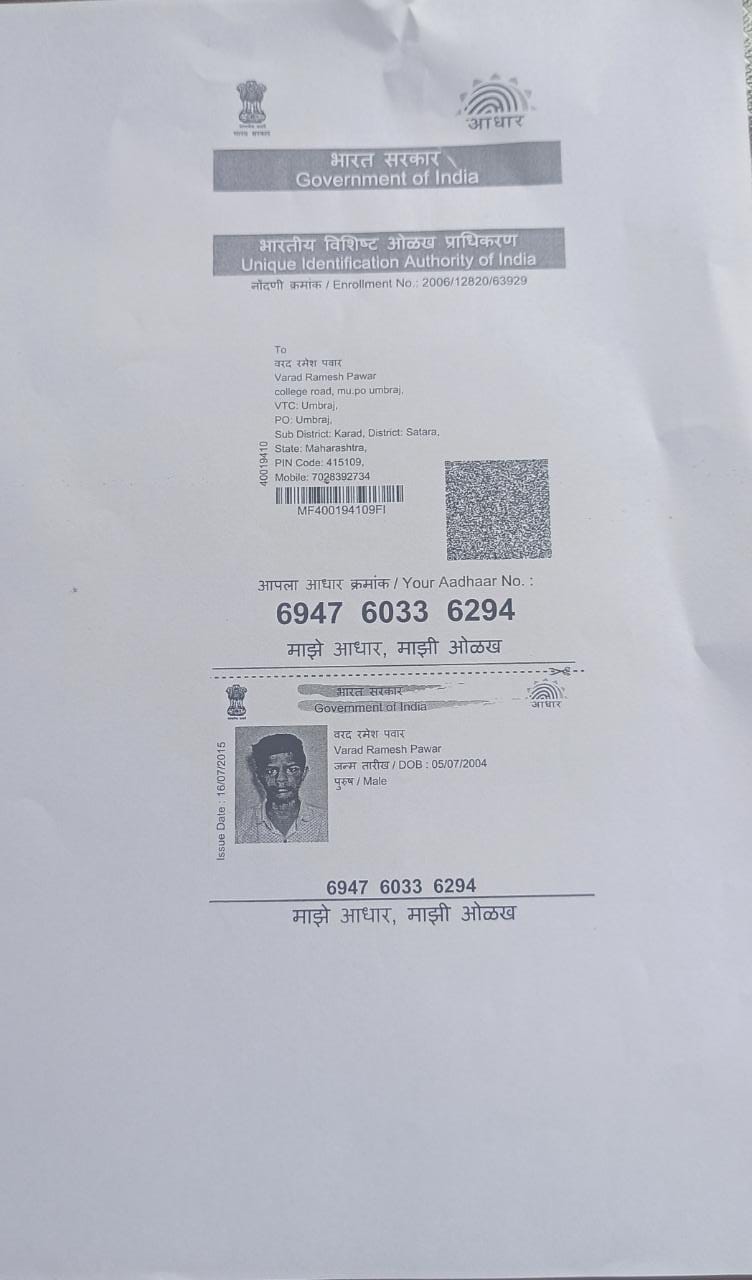 आधार
भारत सरकार
Government of India
भारतीय विशिष्ट ओळख प्राधिकरण
Unique Identification Authority of India
नोंदणी क्रमांक / Enrollment No.: 2006/12820/63929
To
वरद रमेश पवार
Varad Ramesh Pawar
college road, mu.po umbraj,
VTC: Umbraj,
PO: Umbraj,
Sub District: Karad, District: Satara,
State: Maharashtra,
PIN Code: 415109,
Mobile: 7028392734
40019410
MF400194109FI
आपला आधार क्रमांक / Your Aadhaar No. :
6947 6033 6294
माझे आधार, माझी ओळख
भारत सरकार
Government of India
आधार
वरद रमेश पवार
Varad Ramesh Pawar
जन्म तारीख / DOB : 05/07/2004
पुरुष / Male
Issue Date : 16/07/2015
6947 6033 6294
माझे आधार, माझी ओळख